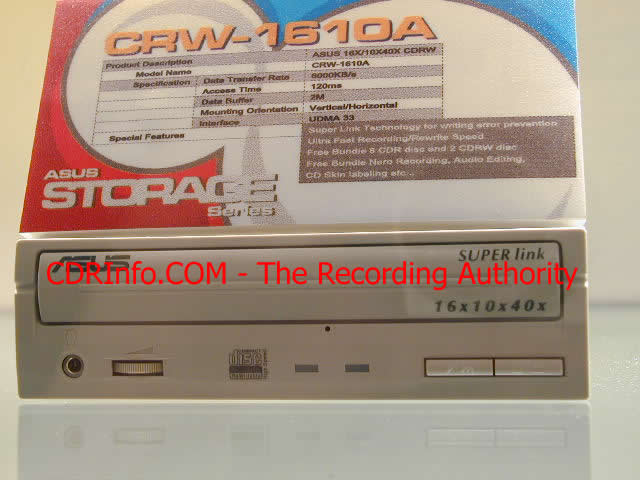 CRW-1610A
Product Description ASUS 16X/10X40X CDRW
Model Name CRW-1610A
Specification Data Transfer Rate 6000KB/s
Access Time 120ms
Data Buffer 2M
Mounting Orientation Vertical/Horizontal
Interface UDMA 33
Special Features Super Link Technology for writing error prevention
Ultra Fast Recording/Rewrite Speed
Free Bundle 8 CDR disc and 2 CDRW disc
Free Bundle Nero Recording, Audio Editing,
CD Skin labeling etc...
ASUS
STORAGE
Series
ASUS SUPER link
CDRInfo.COM - The Recording Authority
16x10x40x
COMPACT
disc